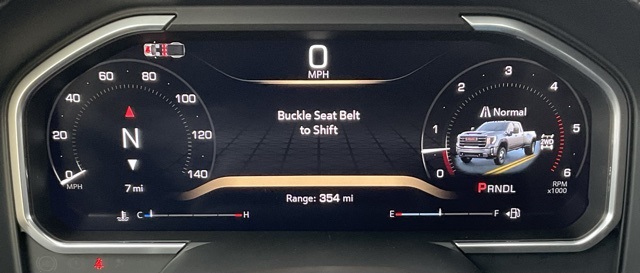 0
MPH
Buckle Seat Belt
to Shift
Range: 354 mi
0 20 40 60 80 100 120 140
MPH
N
7 mi
C H
0 1 2 3 4 5 6
Normal
2WD
PRNDL
RPM
x1000
E F